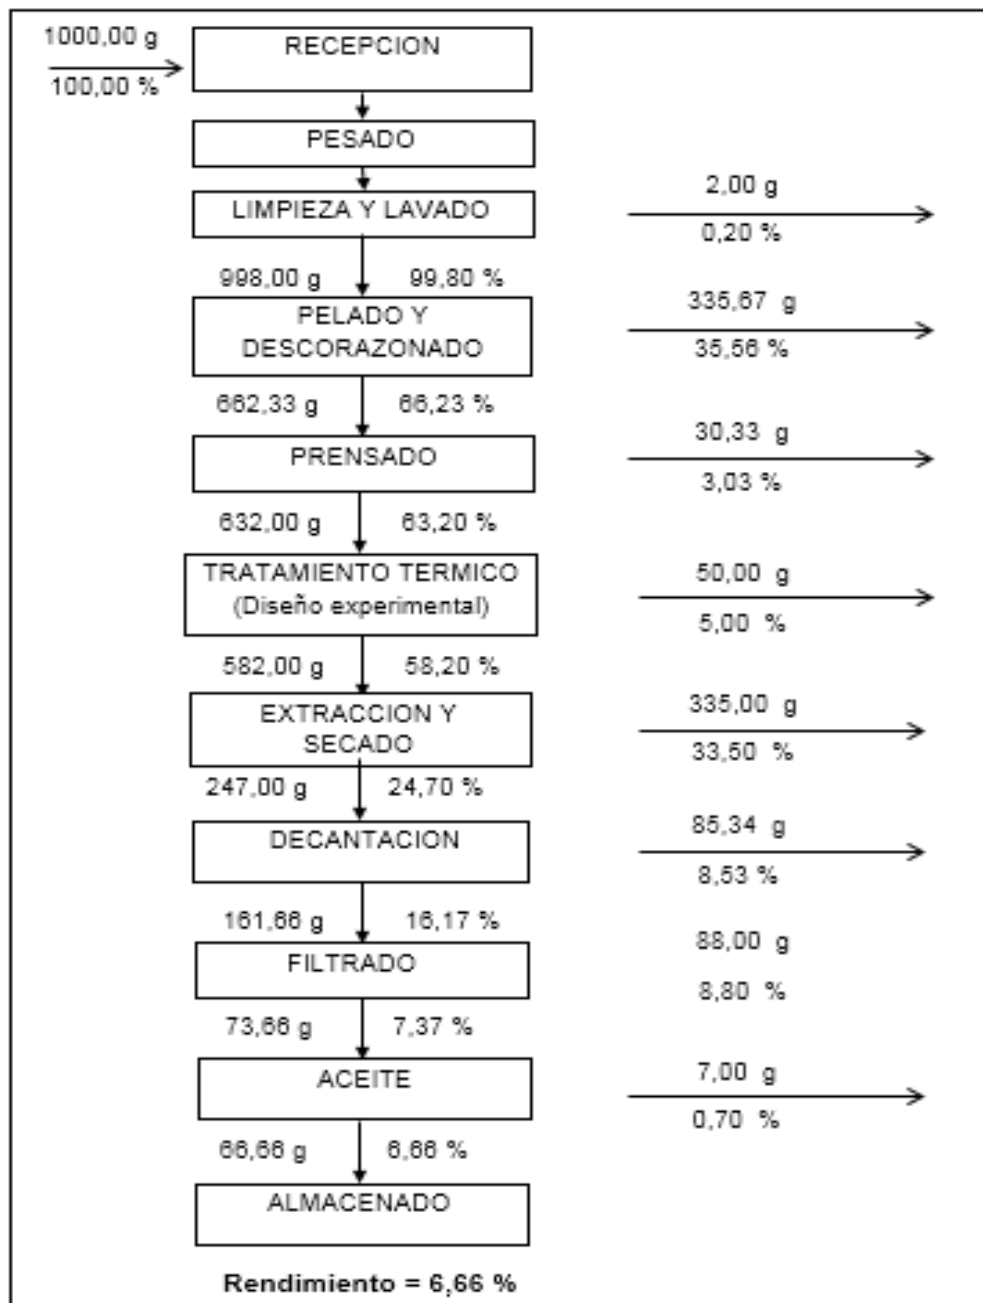 1000,00 g
100,00 %
RECEPCION
PESADO
LIMPIEZA Y LAVADO
2,00 g
0,20 %
998,00 g 99,80 %
PELADO Y
DESCORAZONADO
335,67 g
35,56 %
662,33 g 66,23 %
PRENSADO
30,33 g
3,03 %
632,00 g 63,20 %
TRATAMIENTO TERMICO
(Diseño experimental)
50,00 g
5,00 %
582,00 g 58,20 %
EXTRACCION Y
SECADO
335,00 g
33,50 %
247,00 g 24,70 %
DECANTACION
85,34 g
8,53 %
161,66 g 16,17 %
FILTRADO
88,00 g
8,80 %
73,66 g 7,37 %
ACEITE
7,00 g
0,70 %
66,66 g 6,66 %
ALMACENADO
Rendimiento = 6,66 %